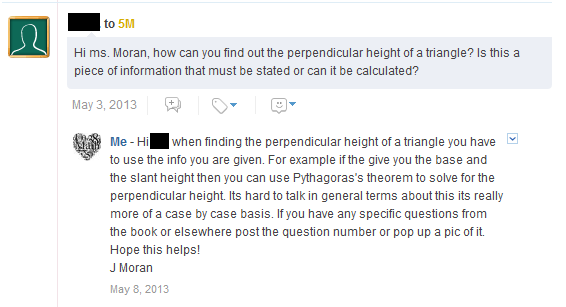 to 5M
Hi ms. Moran, how can you find out the perpendicular height of a triangle? Is this a
piece of information that must be stated or can it be calculated?
May 3, 2013
Me - Hi when finding the perpendicular height of a triangle you have
to use the info you are given. For example if the give you the base and
the slant height then you can use Pythagoras's theorem to solve for the
perpendicular height. Its hard to talk in general terms about this its really
more of a case by case basis. If you have any specific questions from
the book or elsewhere post the question number or pop up a pic of it.
Hope this helps!
J Moran
May 8, 2013